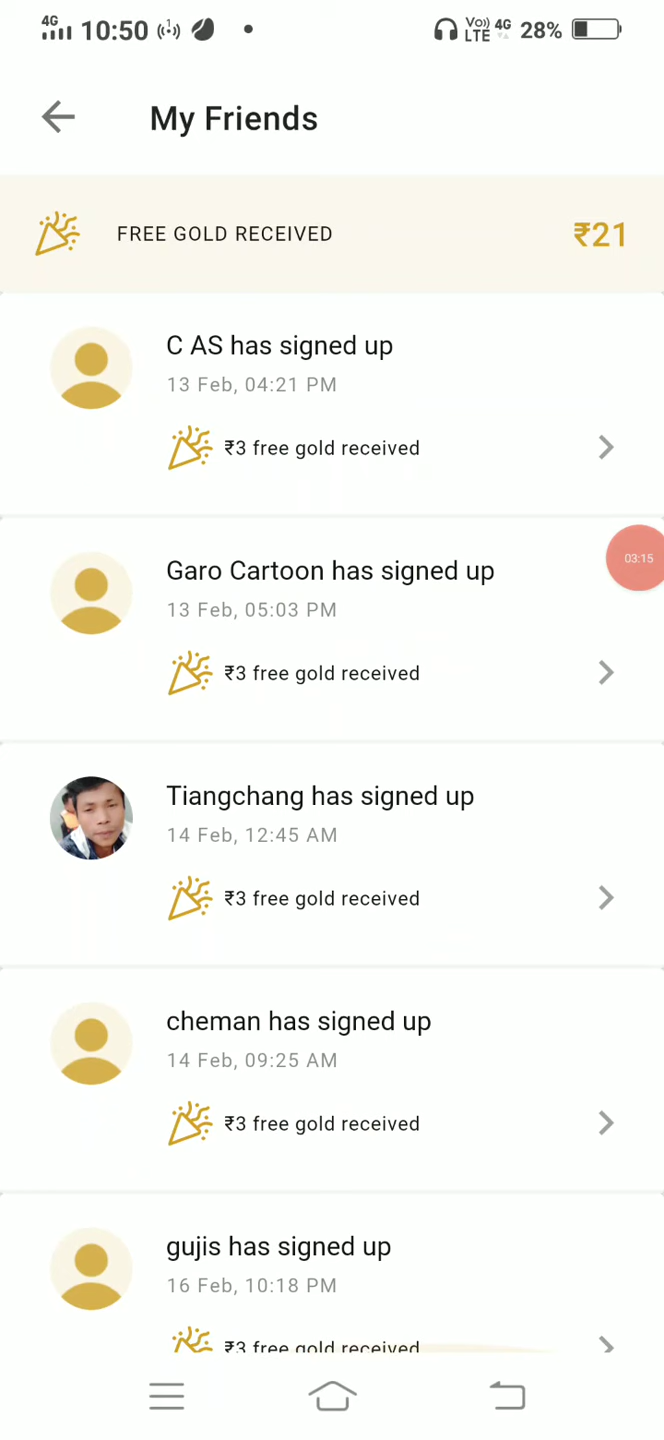 4G 10:50 Vo)) LTE 4G 28%
My Friends
FREE GOLD RECEIVED ₹21
C AS has signed up
13 Feb, 04:21 PM
₹3 free gold received
Garo Cartoon has signed up
03:15
13 Feb, 05:03 PM
₹3 free gold received
Tiangchang has signed up
14 Feb, 12:45 AM
₹3 free gold received
cheman has signed up
14 Feb, 09:25 AM
₹3 free gold received
gujis has signed up
16 Feb, 10:18 PM
₹3 free gold received